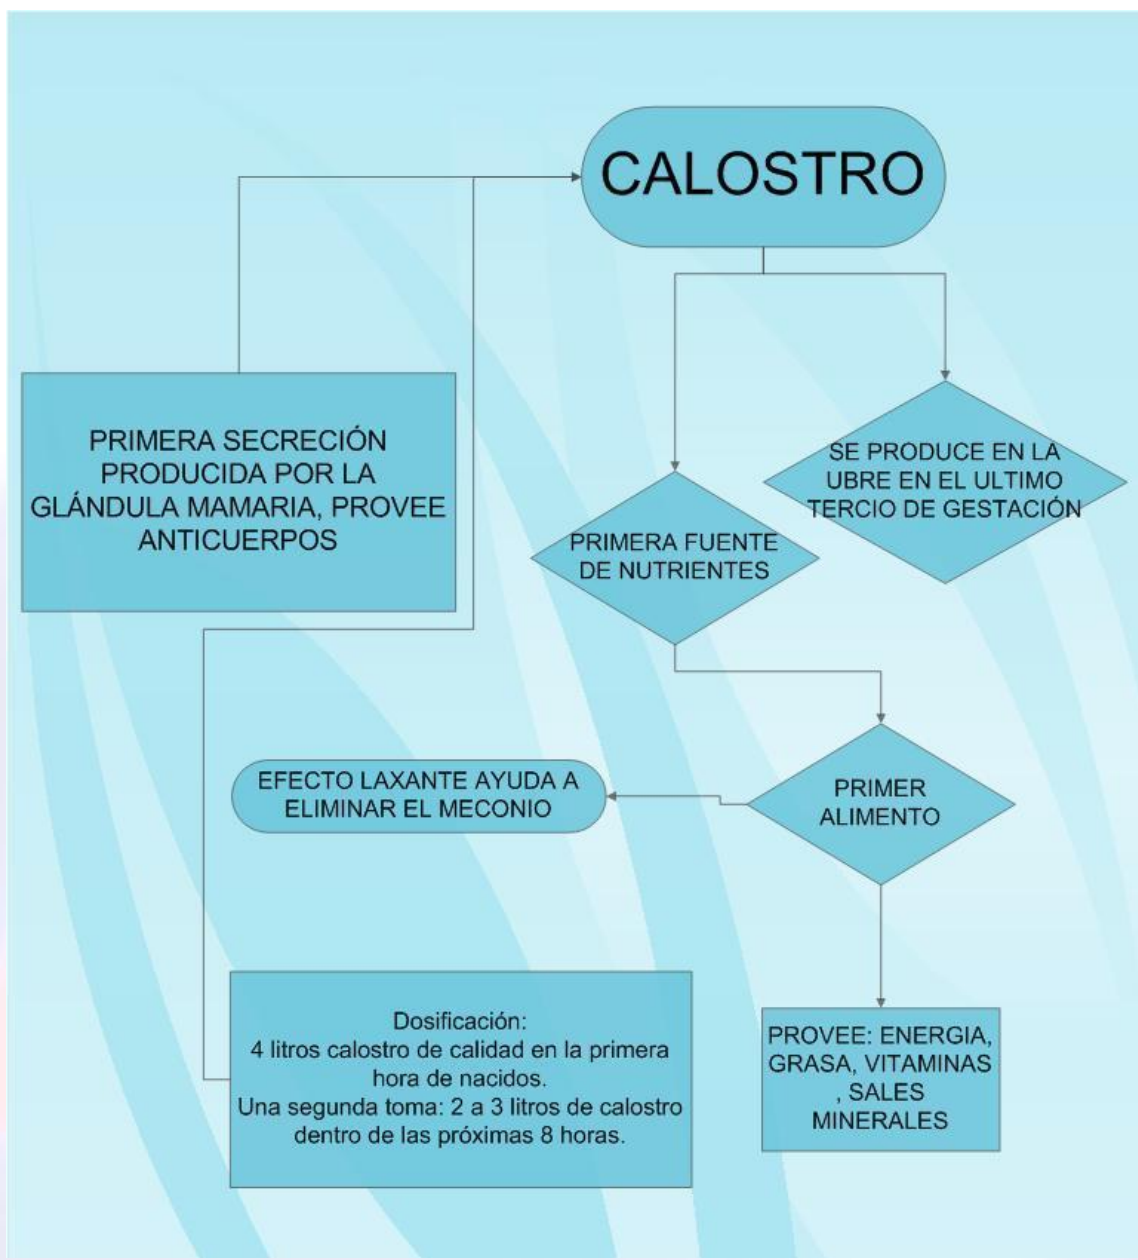 CALOSTRO
PRIMERA SECRECIÓN
PRODUCIDA POR LA
GLÁNDULA MAMARIA, PROVEE
ANTICUERPOS
SE PRODUCE EN LA
UBRE EN EL ULTIMO
TERCIO DE GESTACIÓN
PRIMERA FUENTE
DE NUTRIENTES
EFECTO LAXANTE AYUDA A
ELIMINAR EL MECONIO
PRIMER
ALIMENTO
Dosificación:
4 litros calostro de calidad en la primera
hora de nacidos.
Una segunda toma: 2 a 3 litros de calostro
dentro de las próximas 8 horas.
PROVEE: ENERGIA,
GRASA, VITAMINAS
, SALES
MINERALES